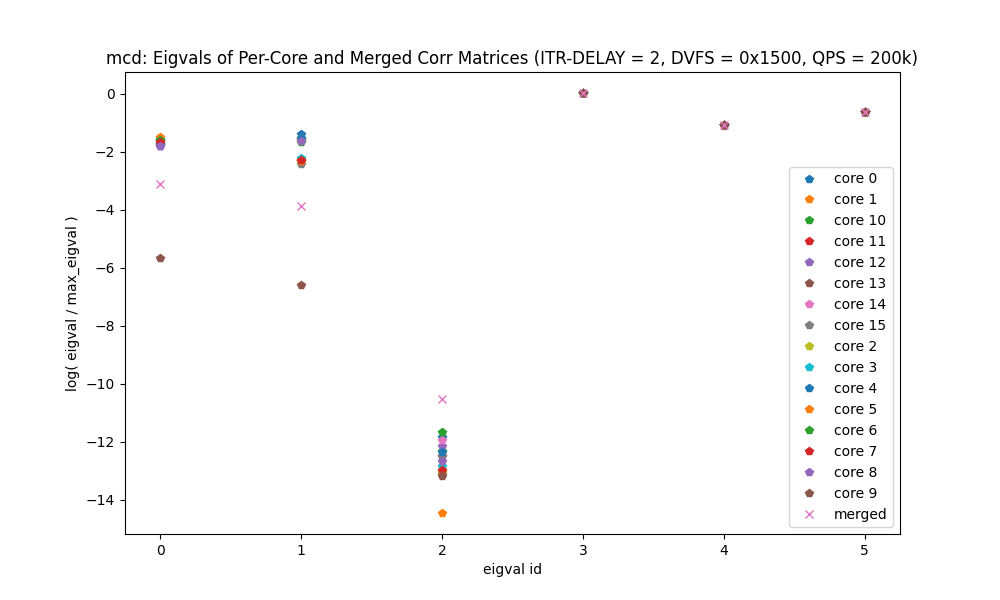 mcd: Eigvals of Per-Core and Merged Corr Matrices (ITR-DELAY = 2, DVFS = 0x1500, QPS = 200k)
log( eigval / max_eigval )
0
−2
−4
−6
−8
−10
−12
−14
core 0
core 1
core 10
core 11
core 12
core 13
core 14
core 15
core 2
core 3
core 4
core 5
core 6
core 7
core 8
core 9
merged
0
1
2
3
4
5
eigval id